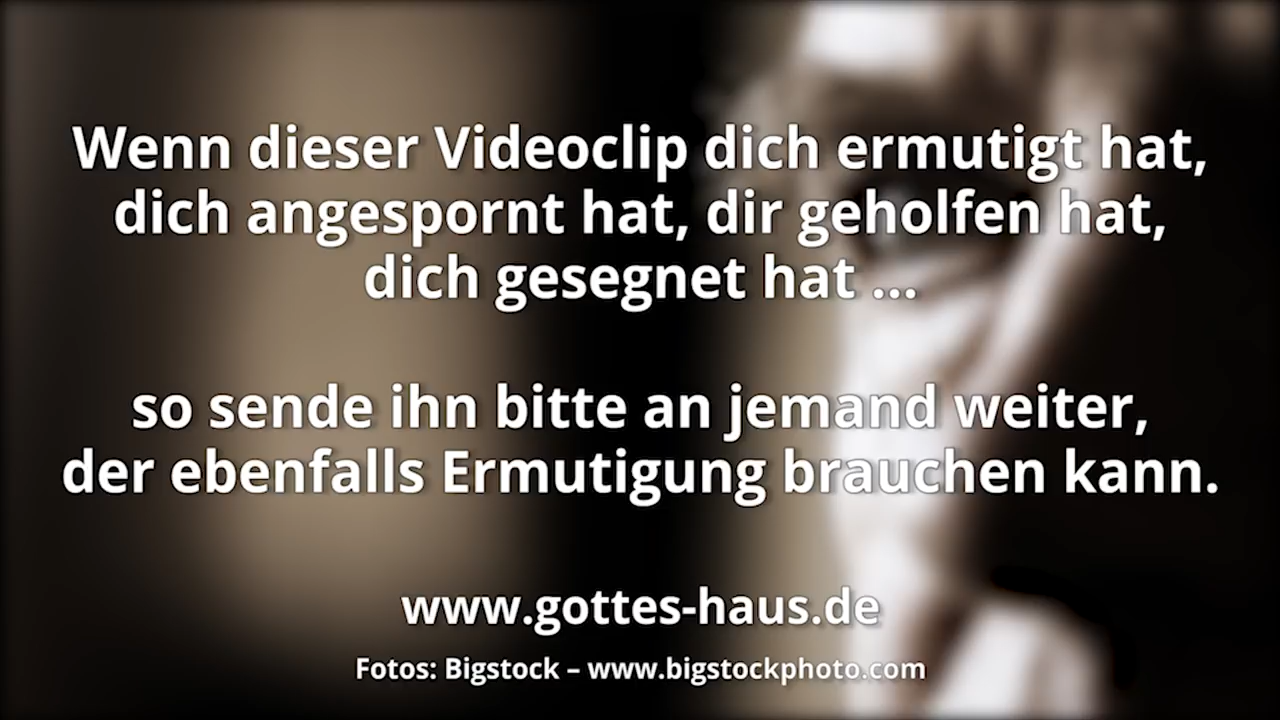 Wenn dieser Videoclip dich ermutigt hat,
dich angespornt hat, dir geholfen hat,
dich gesegnet hat ...
so sende ihn bitte an jemand weiter,
der ebenfalls Ermutigung brauchen kann.
www.gottes-haus.de
Fotos: Bigstock – www.bigstockphoto.com